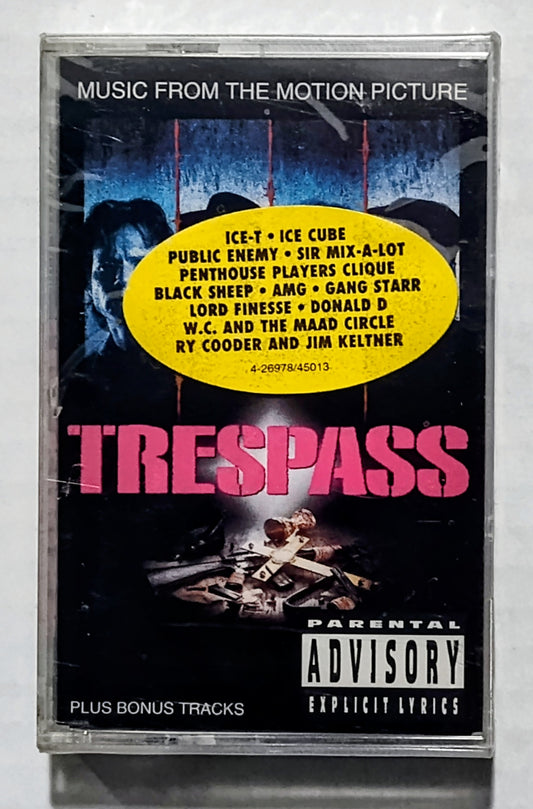 MUSIC FROM THE MOTION PICTURE
ICE-T • ICE CUBE
PUBLIC ENEMY • SIR MIX-A-LOT
PENTHOUSE PLAYERS CLIQUE
BLACK SHEEP • AMG • GANG STARR
LORD FINESSE • DONALD D
W.C. AND THE MAAD CIRCLE
RY COODER AND JIM KELTNER
4-26978/45013
TRESPASS
PARENTAL
ADVISORY
EXPLICIT LYRICS
PLUS BONUS TRACKS